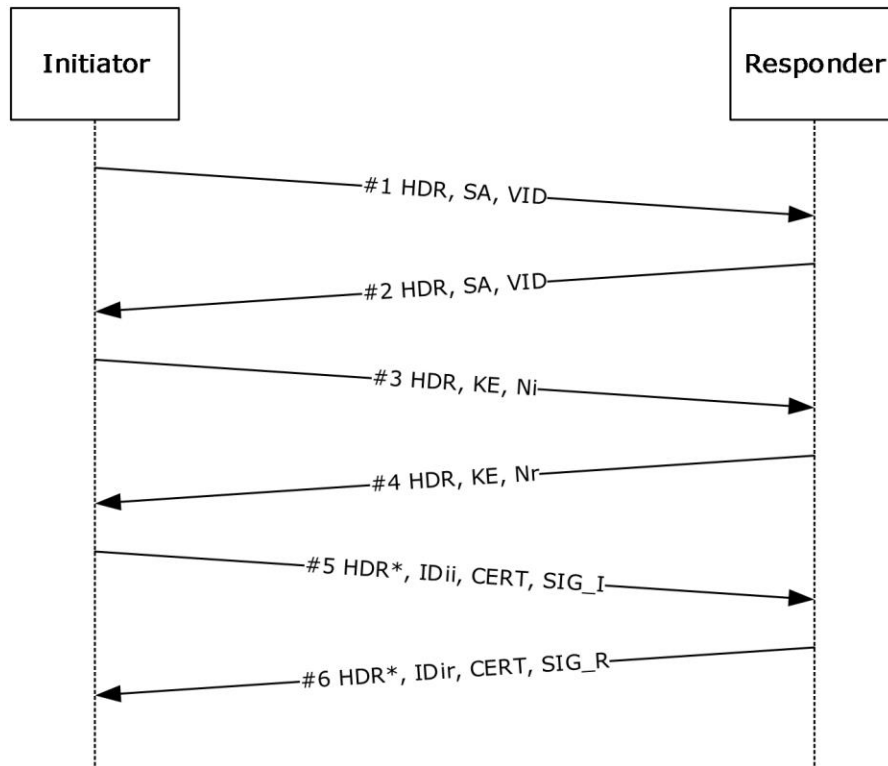 Initiator
Responder
#1 HDR, SA, VID
#2 HDR, SA, VID
#3 HDR, KE, Ni
#4 HDR, KE, Nr
#5 HDR*, IDii, CERT, SIG_I
#6 HDR*, IDir, CERT, SIG_R